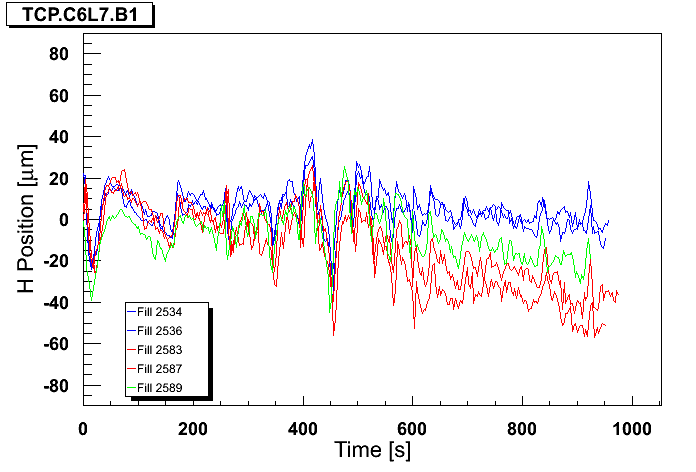 TCP.C6L7.B1
H Position [μm]
80
60
40
20
0
-20
-40
-60
-80
Fill 2534
Fill 2536
Fill 2583
Fill 2587
Fill 2589
0 200 400 600 800 1000
Time [s]